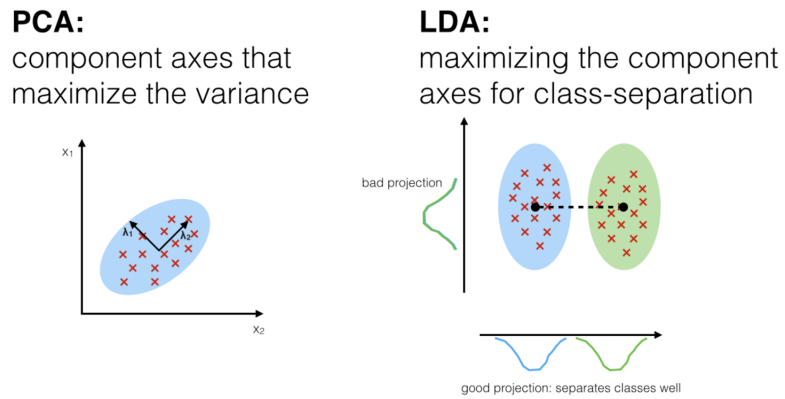 PCA:
component axes that
maximize the variance
LDA:
maximizing the component
axes for class-separation
x₁
λ₁
λ₂
x₂
bad projection
good projection: separates classes well